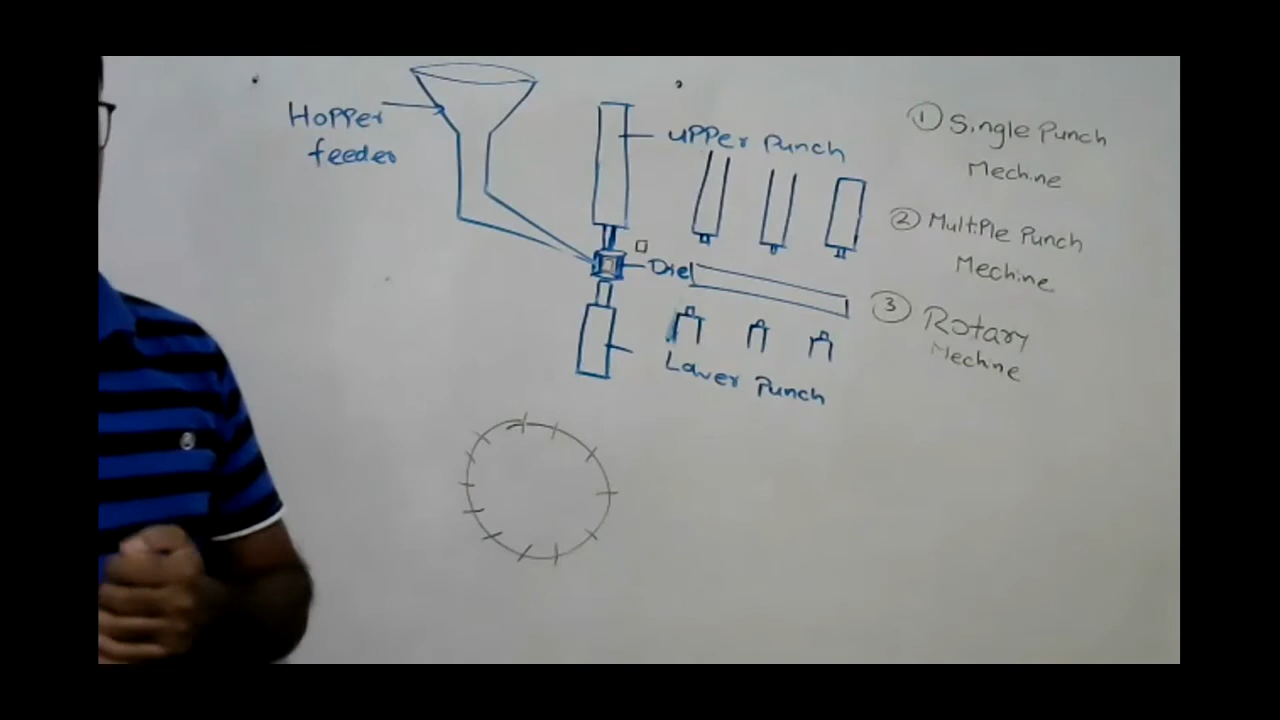 Hopper
feeder
upper Punch
Die
Lower Punch
① Single Punch
Mechine
② Multiple Punch
Mechine
③ Rotary
Mechine